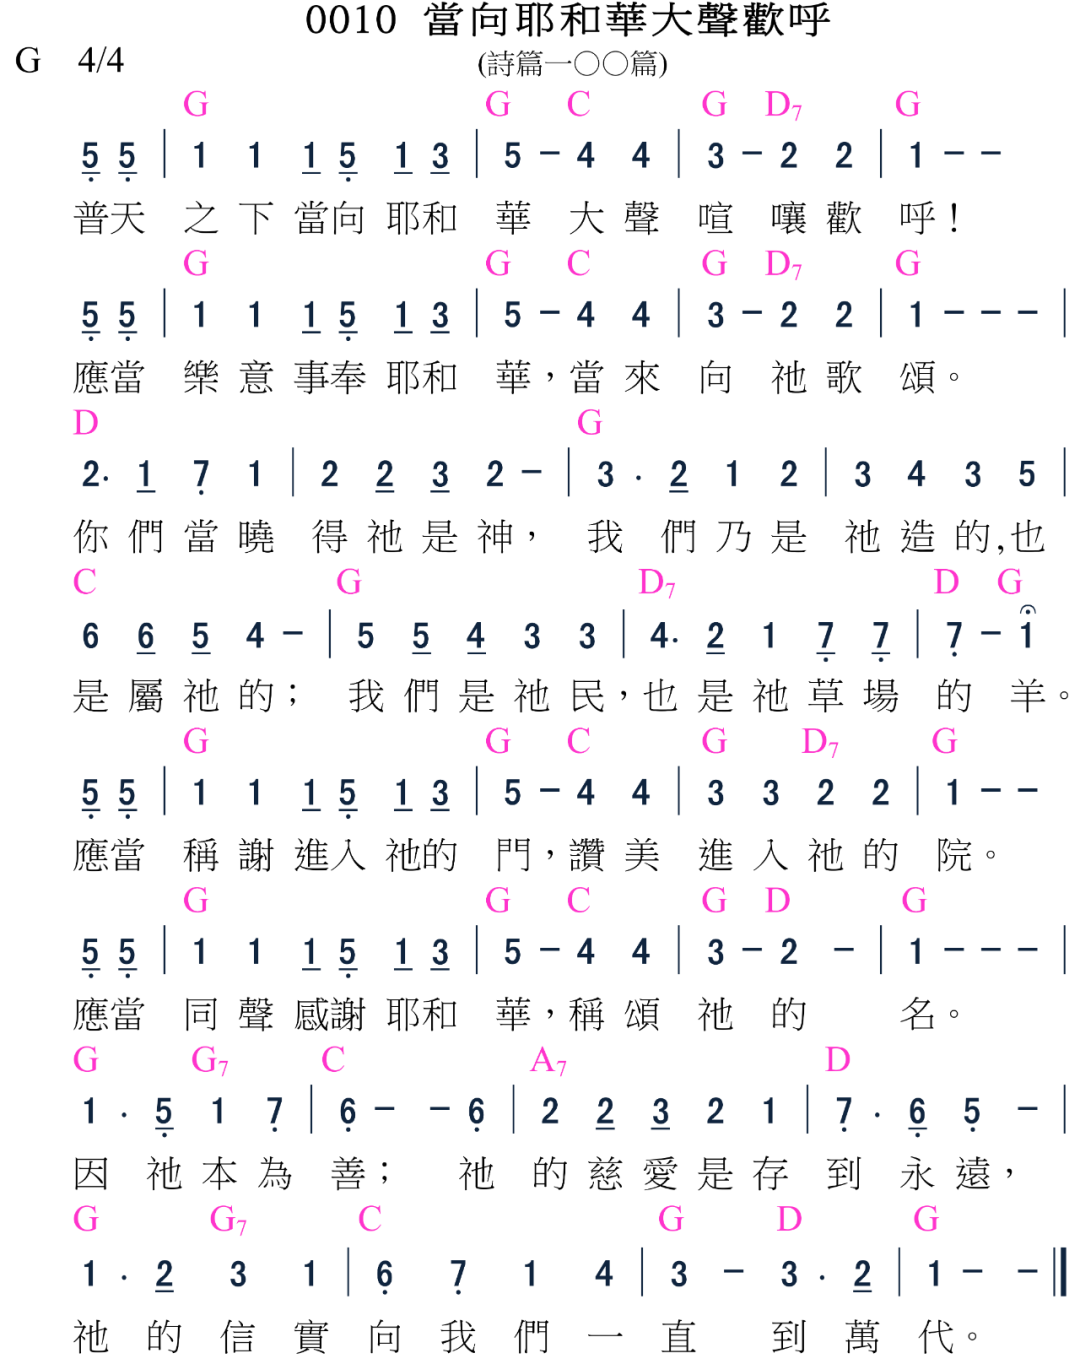 0010 當向耶和華大聲歡呼
G 4/4 (詩篇一○○篇)
G G C G D7 G
5 5 | 1 1 1 5 1 3 | 5 － 4 4 | 3 － 2 2 | 1 － －
普天 之 下 當向 耶和 華 大 聲 喧 嚷 歡 呼！
G G C G D7 G
5 5 | 1 1 1 5 1 3 | 5 － 4 4 | 3 － 2 2 | 1 － － － |
應當 樂 意 事奉 耶和 華，當 來 向 祂 歌 頌。
D G
2· 1 7 1 | 2 2 3 2 － | 3 · 2 1 2 | 3 4 3 5 |
你 們 當 曉 得 祂 是 神， 我 們 乃 是 祂 造 的,也
C G D7 D G
6 6 5 4 － | 5 5 4 3 3 | 4· 2 1 7 7 | 7 － 1
是 屬 祂 的； 我 們 是 祂 民，也 是 祂 草 場 的 羊。
G G C G D7 G
5 5 | 1 1 1 5 1 3 | 5 － 4 4 | 3 3 2 2 | 1 － －
應當 稱 謝 進入 祂的 門，讚 美 進 入 祂 的 院。
G G C G D G
5 5 | 1 1 1 5 1 3 | 5 － 4 4 | 3 － 2 － | 1 － － － |
應當 同 聲 感謝 耶和 華，稱 頌 祂 的 名。
G G7 C A7 D
1 · 5 1 7 | 6 － － 6 | 2 2 3 2 1 | 7 · 6 5 － |
因 祂 本 為 善； 祂 的 慈 愛 是 存 到 永 遠，
G G7 C G D G
1 · 2 3 1 | 6 7 1 4 | 3 － 3 · 2 | 1 － － ‖
祂 的 信 實 向 我 們 一 直 到 萬 代。